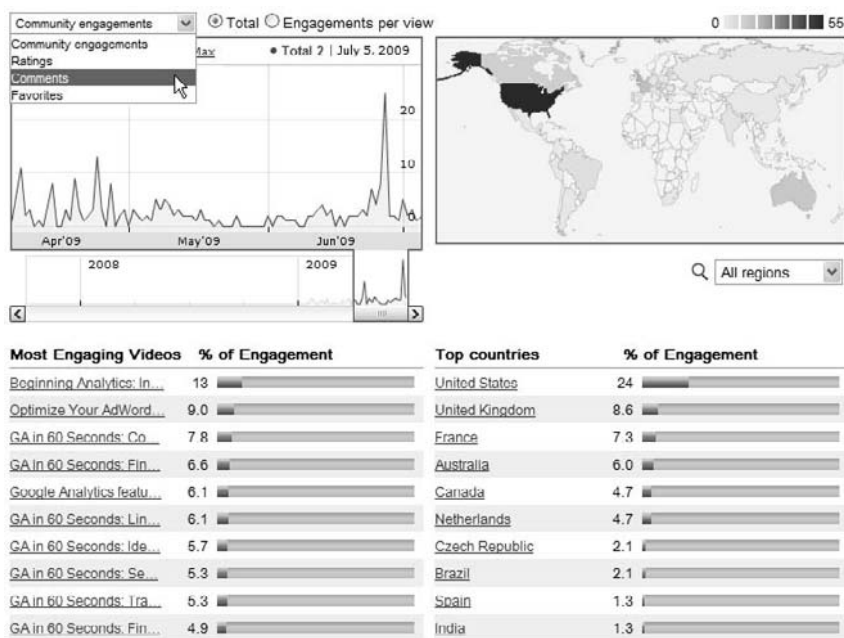 Community engagements Total Engagements per view
0 55
Community engagements
Ratings
Comments
Favorites
Max Total 2 | July 5, 2009
20
10
0
Apr'09 May'09 Jun'09
2008 2009
All regions
Most Engaging Videos % of Engagement
Beginning Analytics: In... 13
Optimize Your AdWord... 9.0
GA in 60 Seconds: Co... 7.8
GA in 60 Seconds: Fin... 6.6
Google Analytics featu... 6.1
GA in 60 Seconds: Lin... 6.1
GA in 60 Seconds: Ide... 5.7
GA in 60 Seconds: Se... 5.3
GA in 60 Seconds: Tra... 5.3
GA in 60 Seconds: Fin... 4.9
Top countries % of Engagement
United States 24
United Kingdom 8.6
France 7.3
Australia 6.0
Canada 4.7
Netherlands 4.7
Czech Republic 2.1
Brazil 2.1
Spain 1.3
India 1.3